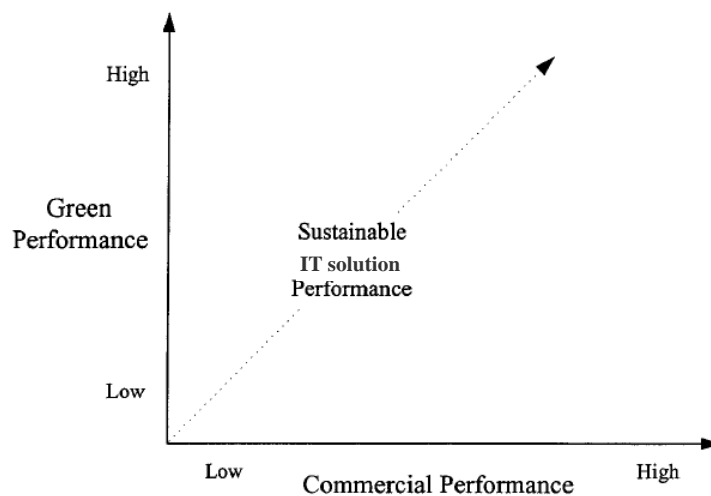 High
Green
Performance
Sustainable
IT solution
Performance
Low
Low
High
Commercial Performance